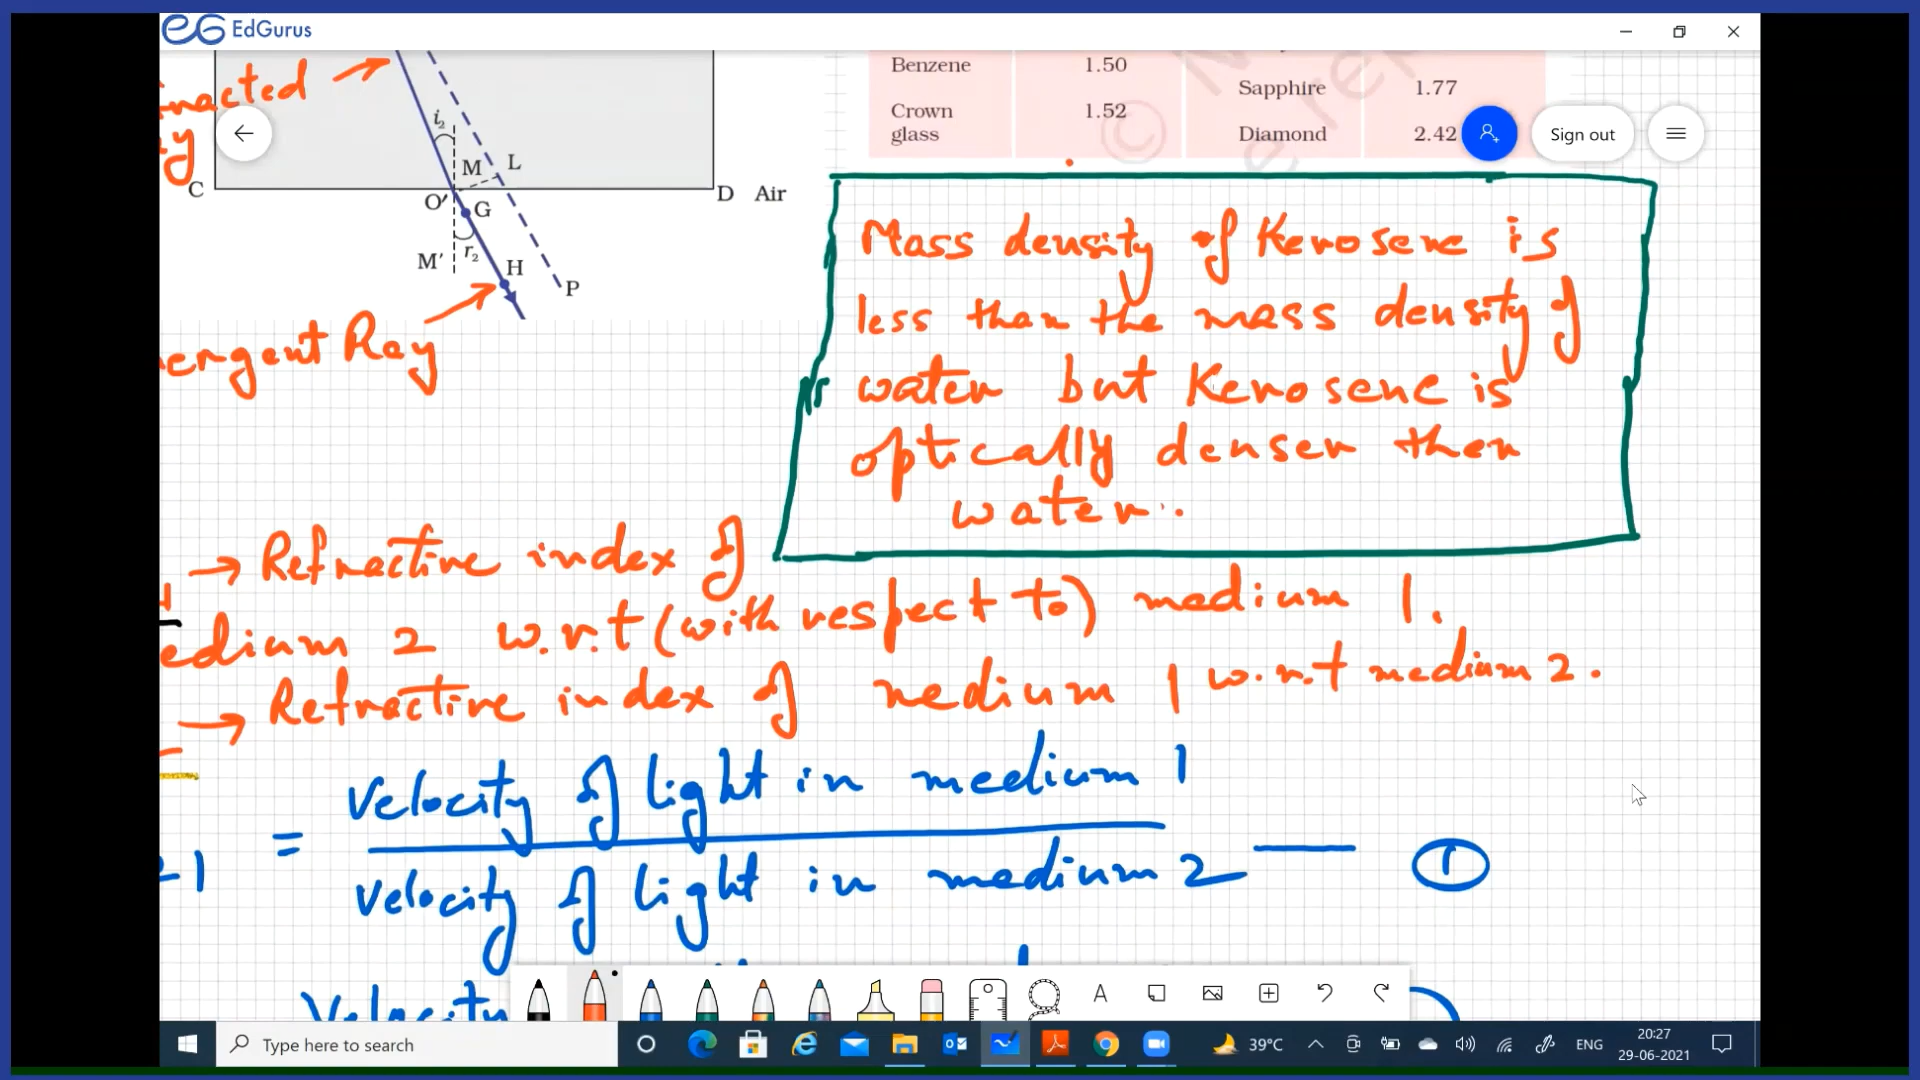 EdGurus
Benzene 1.50
Sapphire 1.77
Crown glass 1.52
Diamond 2.42
Sign out
i2
M L
C
D Air
O′ G
r2
M′ H
P
Mass density of Kerosene is
less than the mass density of
water but Kerosene is
optically denser than
water.
Ray
→ Refractive index of
2 w.r.t (with respect to) medium 1.
→ Refractive index of medium 1 w.r.t medium 2.
= Velocity of light in medium 1
Velocity of light in medium 2
1
Type here to search
39°C
ENG
20:27
29-06-2021